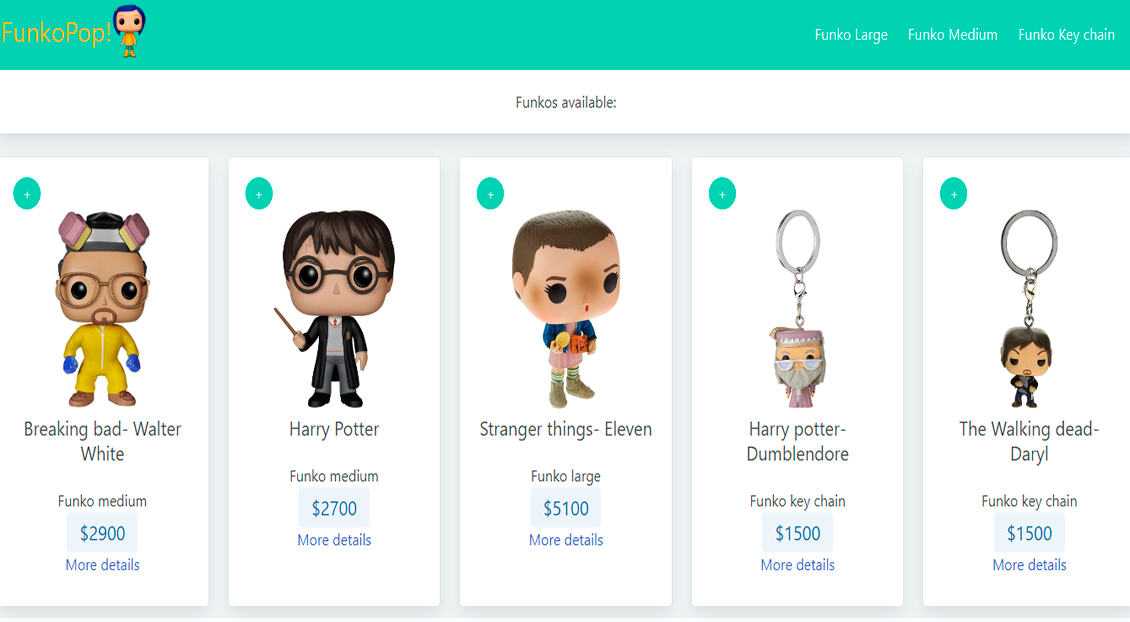 FunkoPop!
Funko Large Funko Medium Funko Key chain
Funkos available:
+
Breaking bad- Walter
White
Funko medium
$2900
More details
+
Harry Potter
Funko medium
$2700
More details
+
Stranger things- Eleven
Funko large
$5100
More details
+
Harry potter-
Dumblendore
Funko key chain
$1500
More details
+
The Walking dead-
Daryl
Funko key chain
$1500
More details